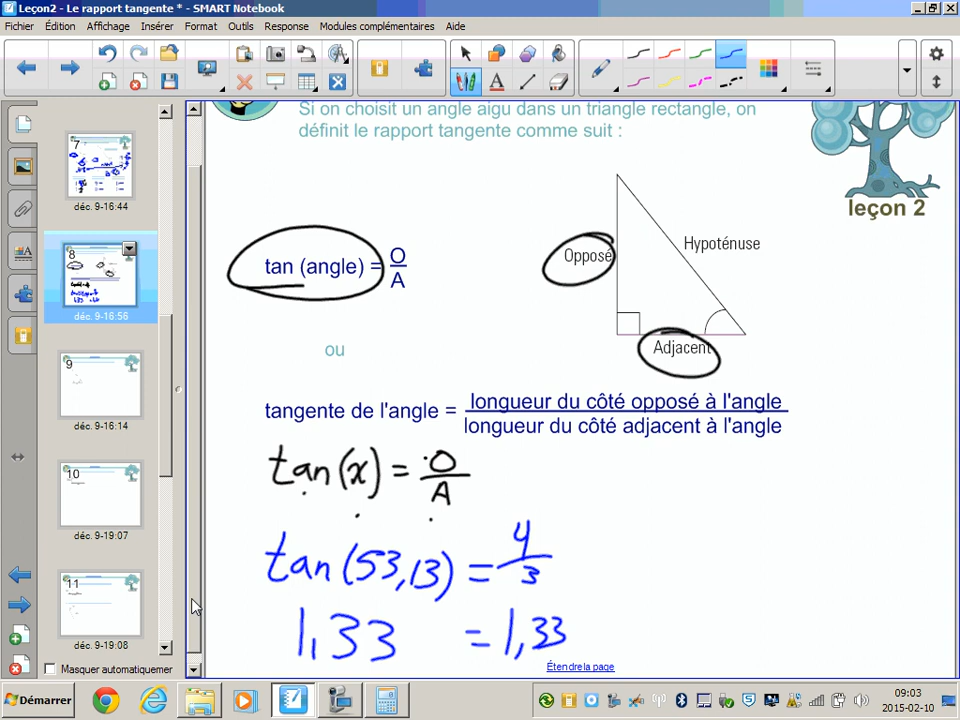 Leçon2 - Le rapport tangente * - SMART Notebook
Fichier Édition Affichage Insérer Format Outils Response Modules complémentaires Aide
7
déc. 9-16:44
8
déc. 9-16:56
9
déc. 9-16:14
10
déc. 9-19:07
11
déc. 9-19:08
Masquer automatiquemer
Si on choisit un angle aigu dans un triangle rectangle, on
définit le rapport tangente comme suit :
leçon 2
Hypoténuse
Opposé
tan (angle) = O/A
Adjacent
ou
tangente de l'angle = longueur du côté opposé à l'angle
longueur du côté adjacent à l'angle
tan(x) = O/A
tan(53,13) = 4/3
1,33 = 1,33
Étendre la page
Démarrer
09:03
2015-02-10